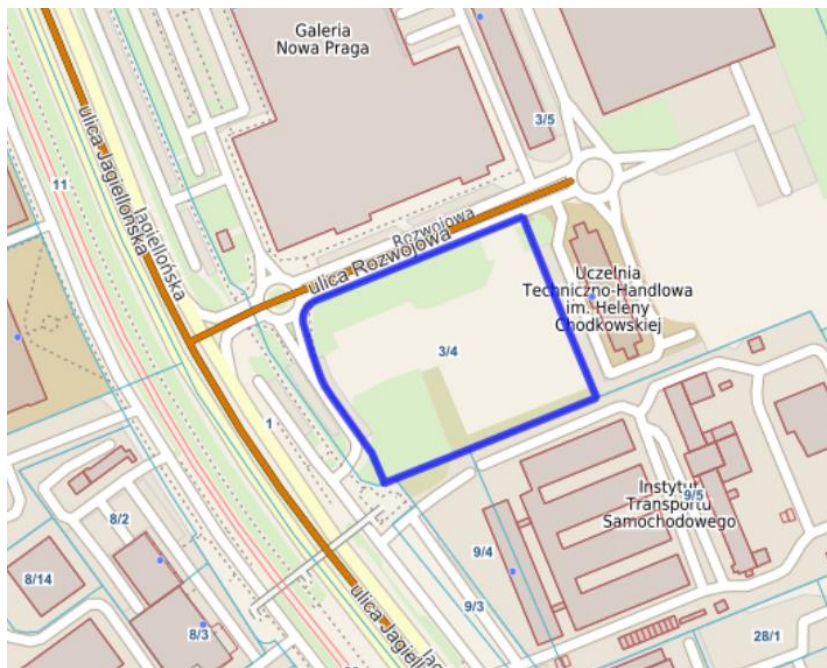 Galeria
Nowa Praga
3/5
11
ulica Jagiellońska
Jagiellońska
Rozwojowa
ulica Rozwojowa
Uczelnia
Techniczno-Handlowa
im. Heleny
Chodkowskiej
3/4
1
Instytut
Transportu
Samochodowego
9/5
8/2
9/4
8/14
9/3
8/3
ulica Jagiel
28/1